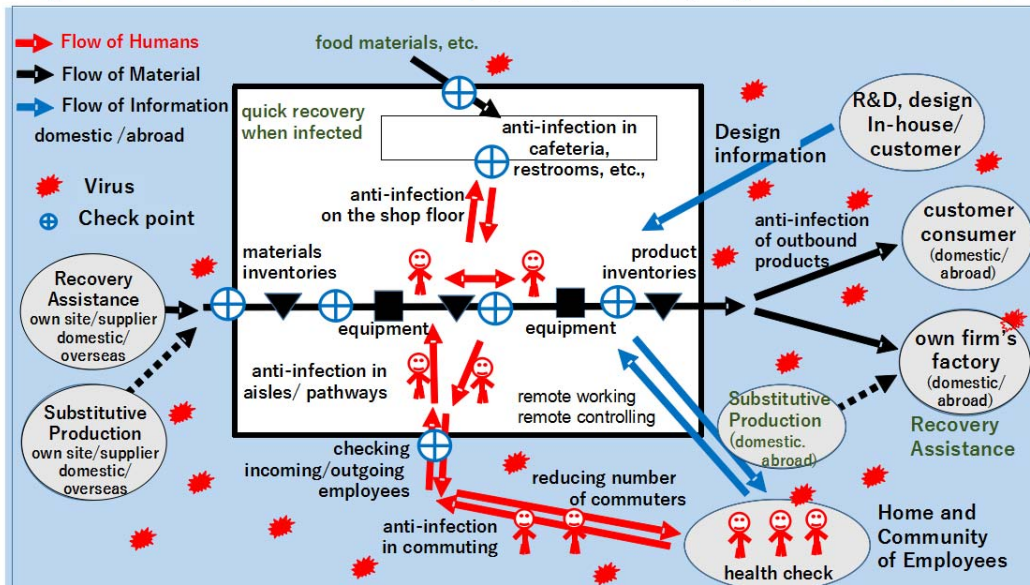 Flow of Humans
Flow of Material
Flow of Information
domestic /abroad
Virus
Check point
food materials, etc.
quick recovery
when infected
anti-infection in
cafeteria,
restrooms, etc.,
anti-infection
on the shop floor
Design
information
R&D, design
In-house/
customer
anti-infection
of outbound
products
customer
consumer
(domestic/
abroad)
materials
inventories
product
inventories
Recovery
Assistance
own site/supplier
domestic/
overseas
equipment
equipment
own firm's
factory
(domestic/
abroad)
Recovery
Assistance
anti-infection in
aisles/ pathways
remote working
remote controlling
Substitutive
Production
(domestic.
abroad)
Substitutive
Production
own site/supplier
domestic/
overseas
checking
incoming/outgoing
employees
reducing number
of commuters
anti-infection
in commuting
health check
Home and
Community
of Employees